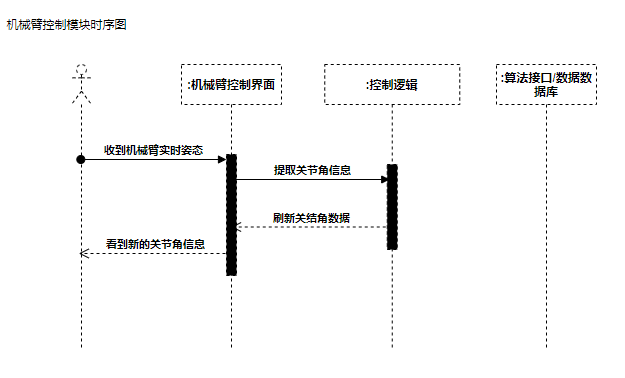 机械臂控制模块时序图
:机械臂控制界面
:控制逻辑
:算法接口/数据数
据库
收到机械臂实时姿态
提取关节角信息
刷新关结角数据
看到新的关节角信息